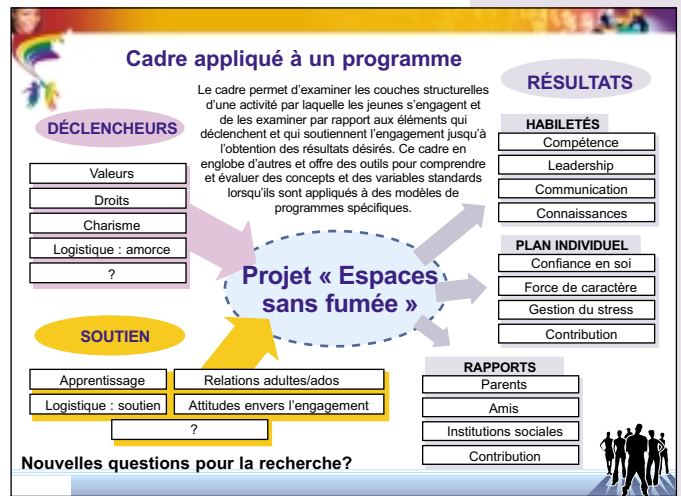 Cadre appliqué à un programme
Le cadre permet d'examiner les couches structurelles
d'une activité par laquelle les jeunes s'engagent et
de les examiner par rapport aux éléments qui
déclenchent et qui soutiennent l'engagement jusqu'à
l'obtention des résultats désirés. Ce cadre en
englobe d'autres et offre des outils pour comprendre
et évaluer des concepts et des variables standards
lorsqu'ils sont appliqués à des modèles de
programmes spécifiques.
DÉCLENCHEURS
Valeurs
Droits
Charisme
Logistique : amorce
?
SOUTIEN
Apprentissage
Relations adultes/ados
Logistique : soutien
Attitudes envers l'engagement
?
Projet « Espaces
sans fumée »
RÉSULTATS
HABILETÉS
Compétence
Leadership
Communication
Connaissances
PLAN INDIVIDUEL
Confiance en soi
Force de caractère
Gestion du stress
Contribution
RAPPORTS
Parents
Amis
Institutions sociales
Contribution
Nouvelles questions pour la recherche?